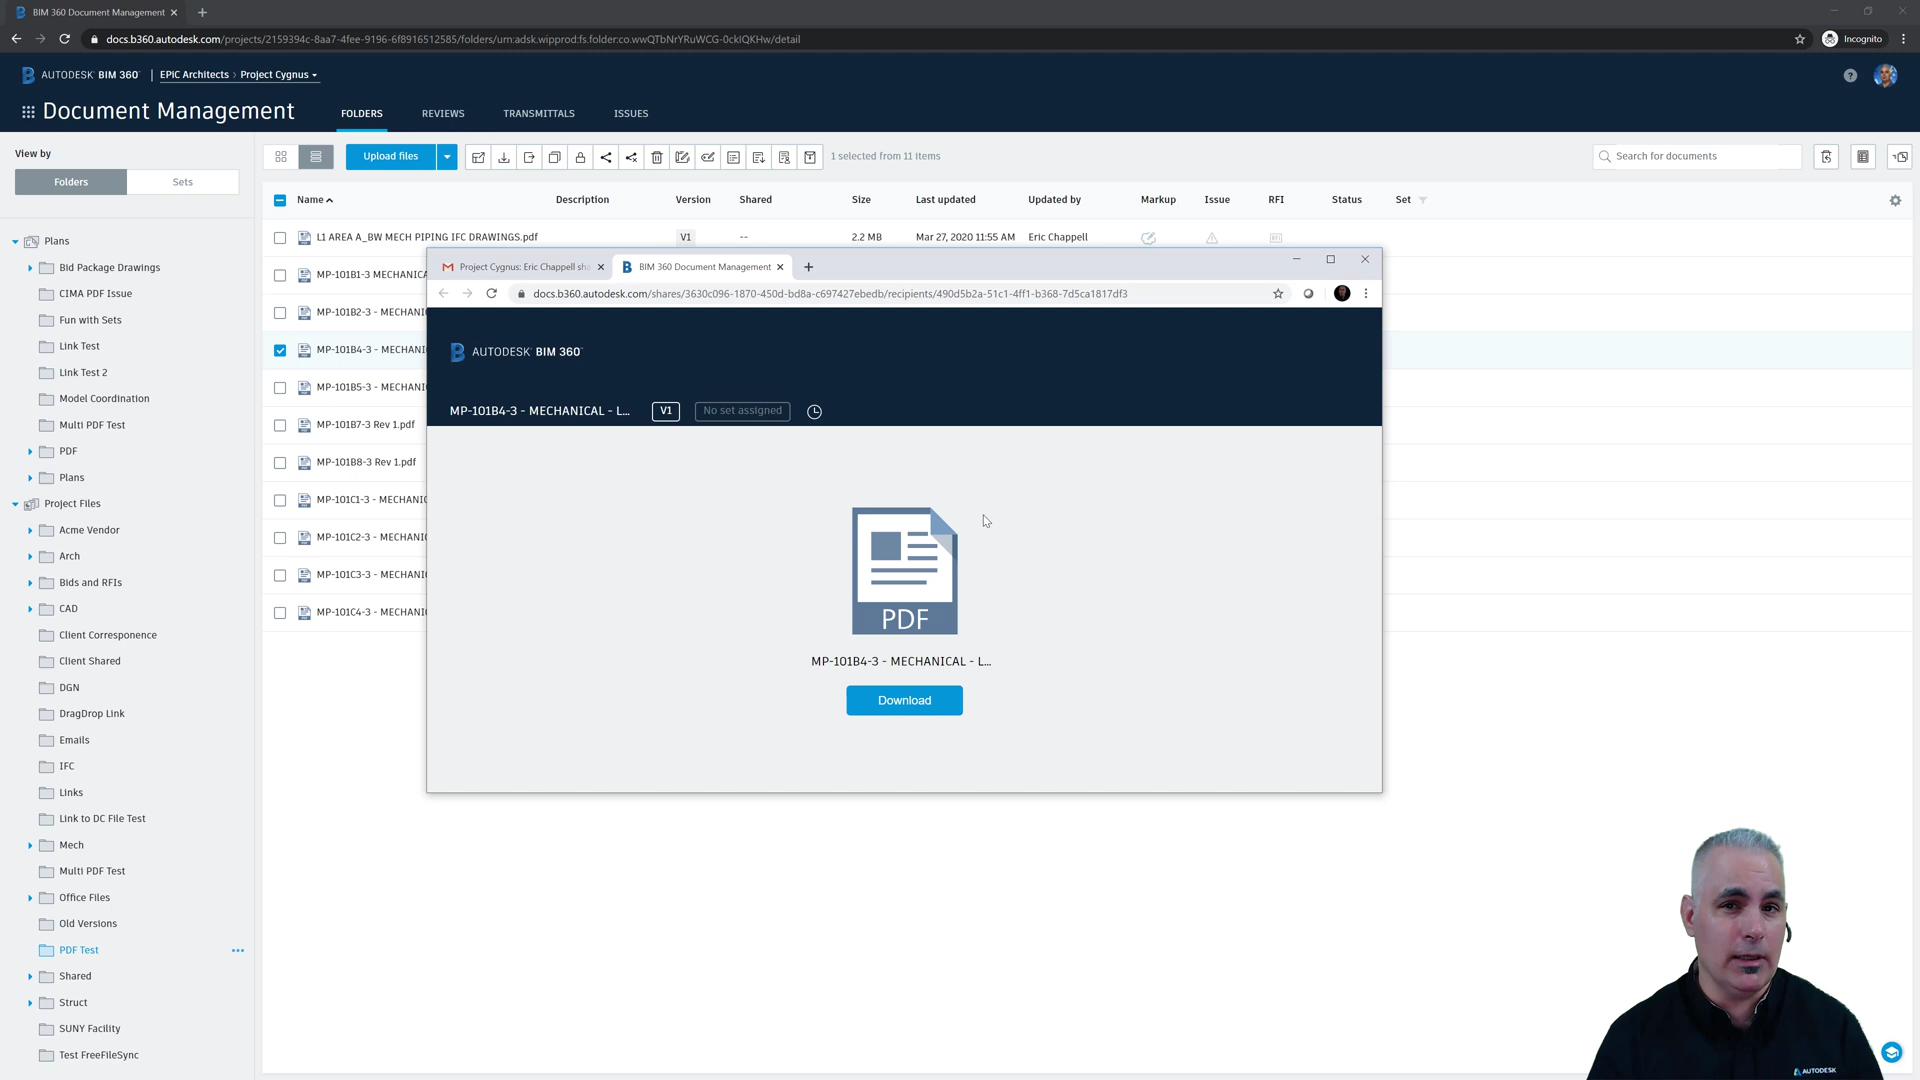 BIM 360 Document Management
docs.b360.autodesk.com/projects/2159394c-8aa7-4fee-9196-6f8916512585/folders/urn:adsk.wipprod:fs.folder:co.wwQTbNrYRuWCG-0ckIQKHw/detail
Incognito
AUTODESK BIM 360 EPiC Architects > Project Cygnus
Document Management
FOLDERS REVIEWS TRANSMITTALS ISSUES
View by
Folders Sets
Plans
Bid Package Drawings
CIMA PDF Issue
Fun with Sets
Link Test
Link Test 2
Model Coordination
Multi PDF Test
PDF
Plans
Project Files
Acme Vendor
Arch
Bids and RFIs
CAD
Client Corresponence
Client Shared
DGN
DragDrop Link
Emails
IFC
Links
Link to DC File Test
Mech
Multi PDF Test
Office Files
Old Versions
PDF Test
Shared
Struct
SUNY Facility
Test FreeFileSync
Upload files
1 selected from 11 items
Search for documents
Name Description Version Shared Size Last updated Updated by Markup Issue RFI Status Set
L1 AREA A_BW MECH PIPING IFC DRAWINGS.pdf V1 -- 2.2 MB Mar 27, 2020 11:55 AM Eric Chappell
MP-101B1-3 MECHANICA
MP-101B2-3 - MECHANI
MP-101B4-3 - MECHANI
MP-101B5-3 - MECHANI
MP-101B7-3 Rev 1.pdf
MP-101B8-3 Rev 1.pdf
MP-101C1-3 - MECHANIC
MP-101C2-3 - MECHANI
MP-101C3-3 - MECHANI
MP-101C4-3 - MECHANI
Project Cygnus: Eric Chappell sh
BIM 360 Document Management
docs.b360.autodesk.com/shares/3630c096-1870-450d-bd8a-c697427ebedb/recipients/490d5b2a-51c1-4ff1-b368-7d5ca1817df3
AUTODESK BIM 360
MP-101B4-3 - MECHANICAL - L... V1 No set assigned
PDF
MP-101B4-3 - MECHANICAL - L...
Download
AUTODESK